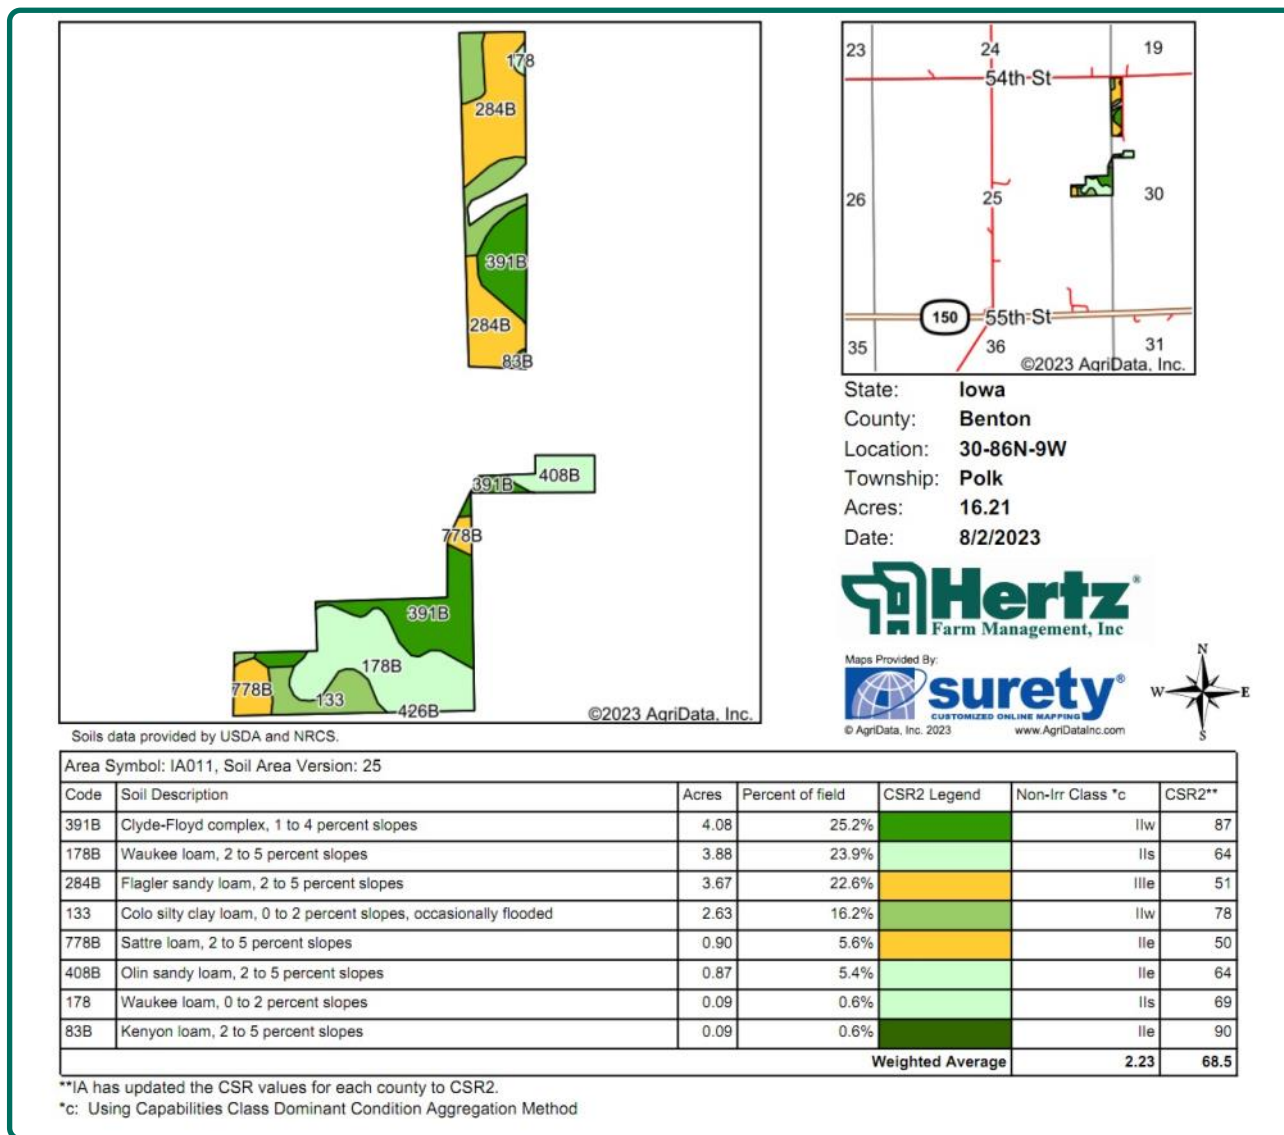 178
284B
391B
284B
83B
408B
391B
778B
391B
178B
778B
133
426B
©2023 AgriData, Inc.
Soils data provided by USDA and NRCS.
23 24 19
54th St
26 25 30
150 55th St
35 36 31
©2023 AgriData, Inc.
State: Iowa
County: Benton
Location: 30-86N-9W
Township: Polk
Acres: 16.21
Date: 8/2/2023
Hertz®
Farm Management, Inc
Maps Provided By:
surety®
CUSTOMIZED ONLINE MAPPING
© AgriData, Inc. 2023 www.AgriDataInc.com
N
W E
S
Area Symbol: IA011, Soil Area Version: 25
Code Soil Description Acres Percent of field CSR2 Legend Non-Irr Class *c CSR2**
391B Clyde-Floyd complex, 1 to 4 percent slopes 4.08 25.2% IIw 87
178B Waukee loam, 2 to 5 percent slopes 3.88 23.9% IIs 64
284B Flagler sandy loam, 2 to 5 percent slopes 3.67 22.6% IIIe 51
133 Colo silty clay loam, 0 to 2 percent slopes, occasionally flooded 2.63 16.2% IIw 78
778B Sattre loam, 2 to 5 percent slopes 0.90 5.6% IIe 50
408B Olin sandy loam, 2 to 5 percent slopes 0.87 5.4% IIe 64
178 Waukee loam, 0 to 2 percent slopes 0.09 0.6% IIs 69
83B Kenyon loam, 2 to 5 percent slopes 0.09 0.6% IIe 90
Weighted Average 2.23 68.5
**IA has updated the CSR values for each county to CSR2.
*c: Using Capabilities Class Dominant Condition Aggregation Method